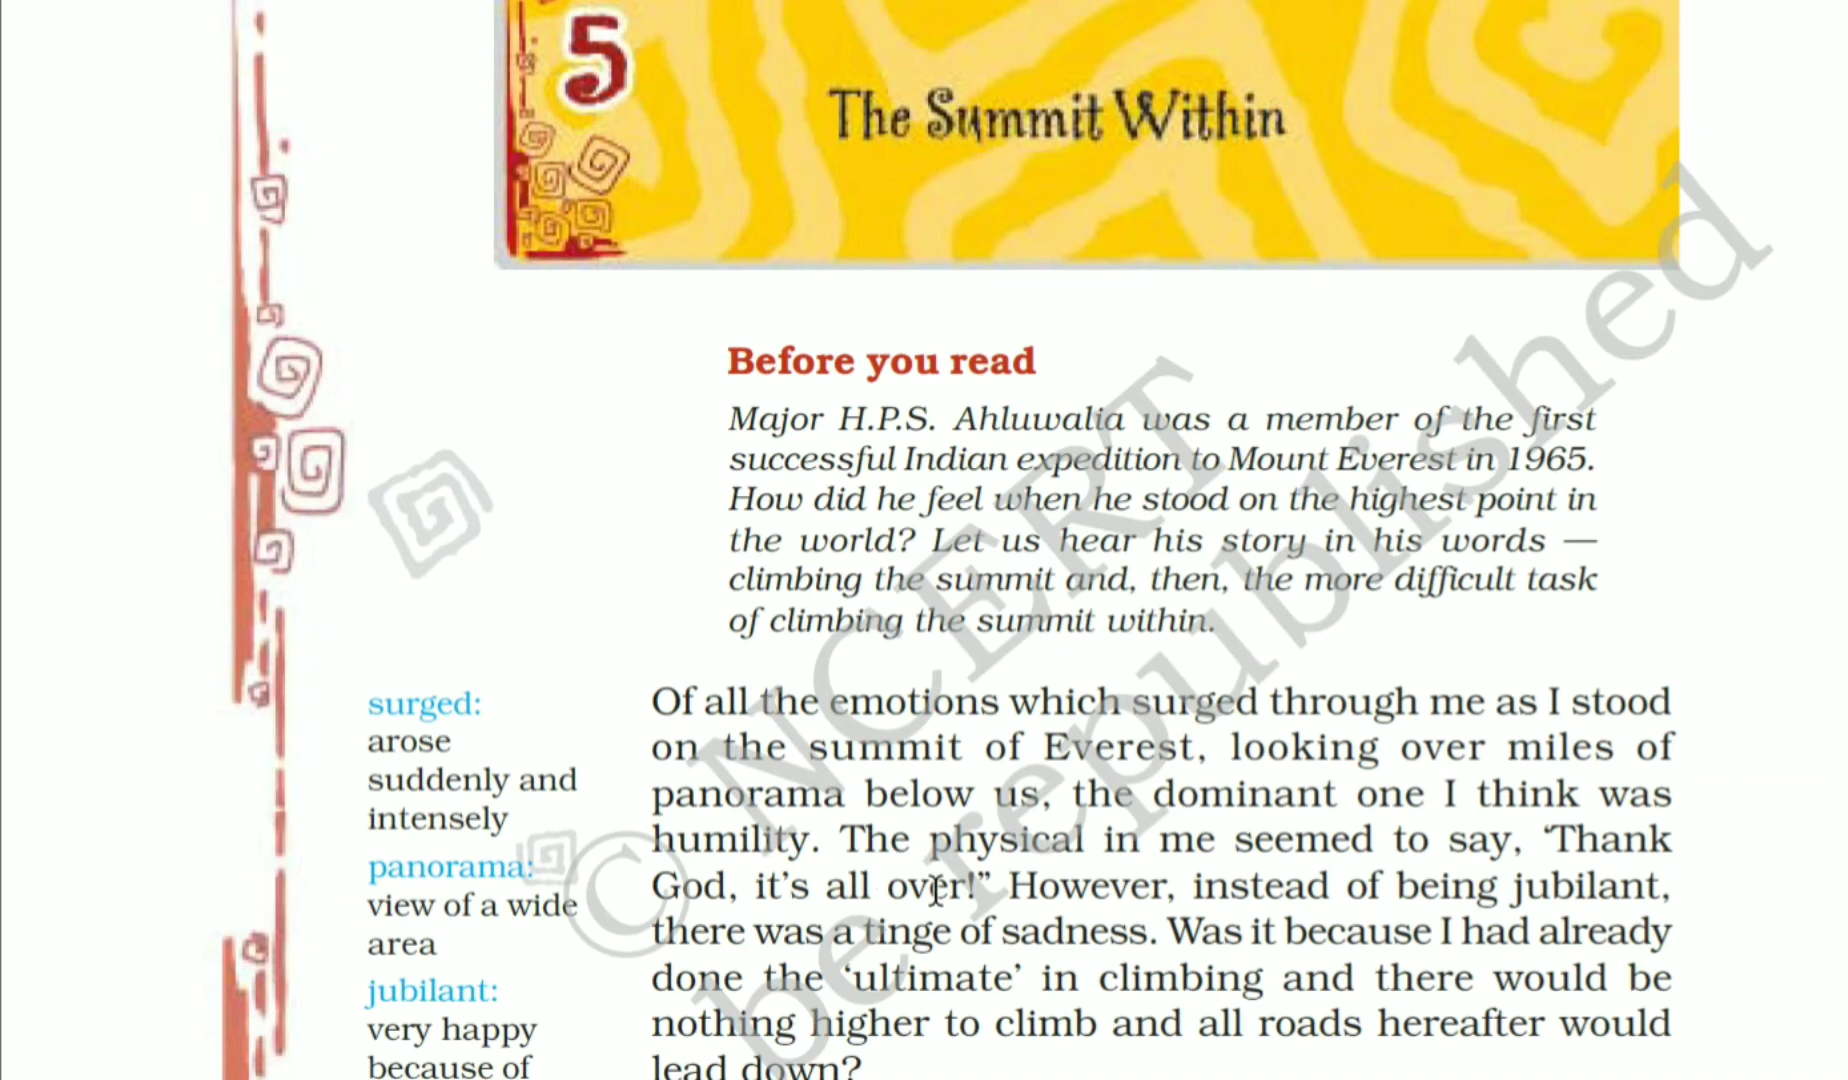 5
The Summit Within
Before you read
Major H.P.S. Ahluwalia was a member of the first
successful Indian expedition to Mount Everest in 1965.
How did he feel when he stood on the highest point in
the world? Let us hear his story in his words —
climbing the summit and, then, the more difficult task
of climbing the summit within.
surged:
arose
suddenly and
intensely
panorama:
view of a wide
area
jubilant:
very happy
because of
Of all the emotions which surged through me as I stood
on the summit of Everest, looking over miles of
panorama below us, the dominant one I think was
humility. The physical in me seemed to say, ‘Thank
God, it’s all over!” However, instead of being jubilant,
there was a tinge of sadness. Was it because I had already
done the ‘ultimate’ in climbing and there would be
nothing higher to climb and all roads hereafter would
lead down?
© NCERT
be republished